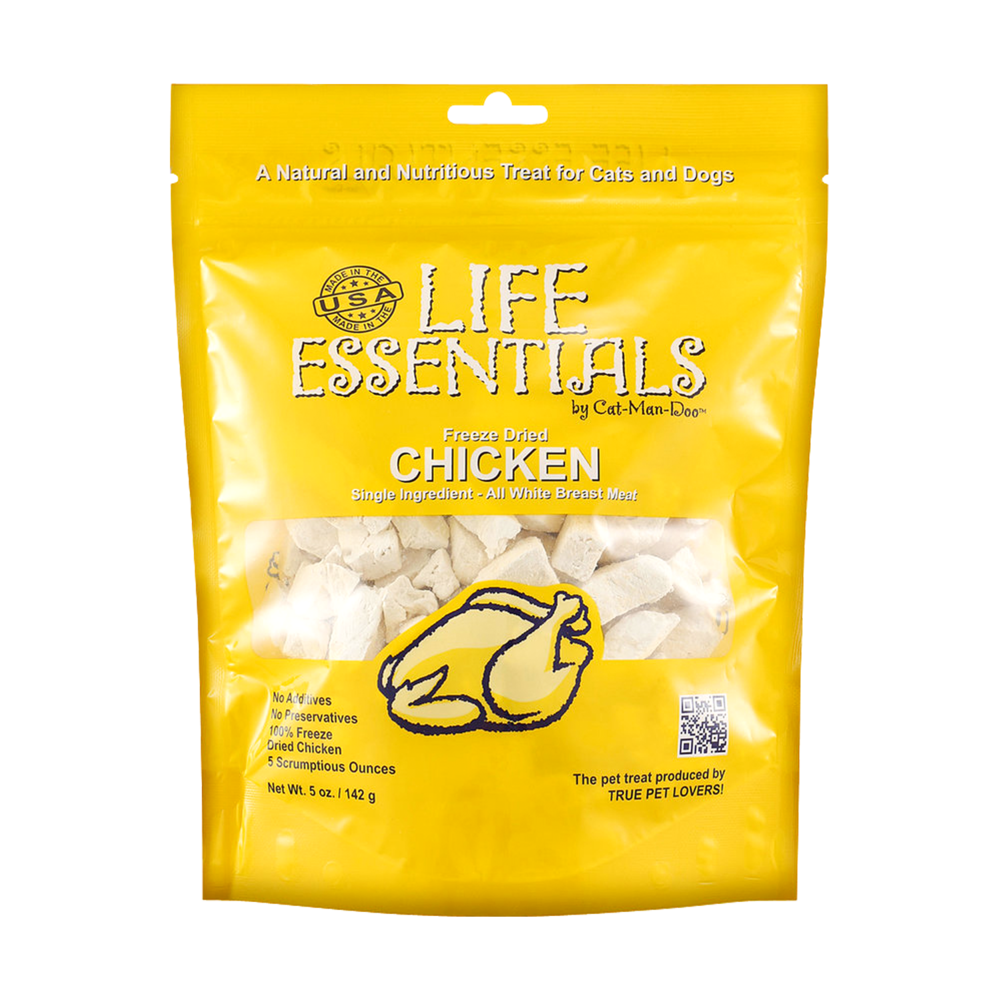 A Natural and Nutritious Treat for Cats and Dogs
MADE IN THE
USA
MADE IN THE
LIFE
ESSENTIALS
by Cat-Man-Doo™
Freeze Dried
CHICKEN
Single Ingredient - All White Breast Meat
No Additives
No Preservatives
100% Freeze
Dried Chicken
5 Scrumptious Ounces
Net Wt. 5 oz. / 142 g
The pet treat produced by
TRUE PET LOVERS!